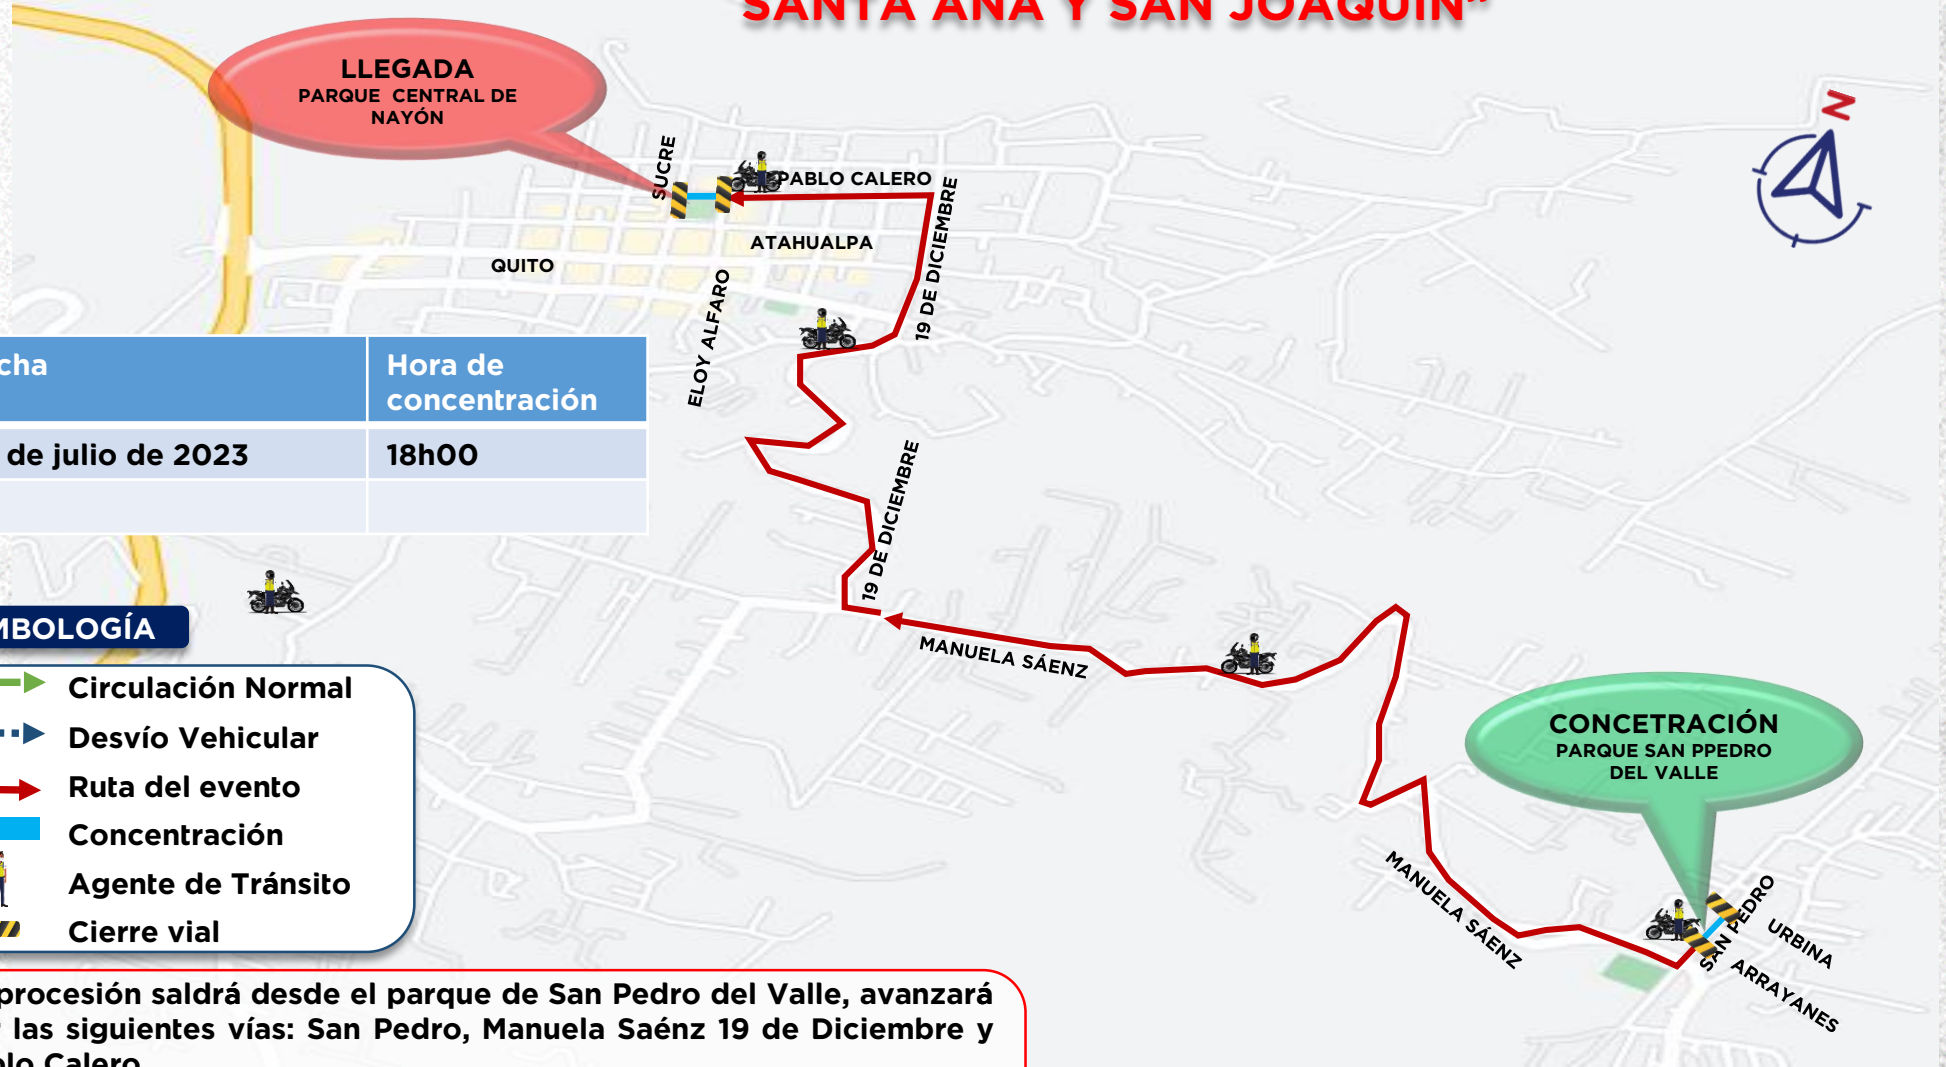 SANTA ANA Y SAN JOAQUÍN”
LLEGADA
PARQUE CENTRAL DE
NAYÓN
N
SUCRE
PABLO CALERO
19 DE DICIEMBRE
ATAHUALPA
QUITO
ELOY ALFARO
cha
Hora de
concentración
de julio de 2023
18h00
19 DE DICIEMBRE
MBOLOGÍA
MANUELA SÁENZ
Circulación Normal
Desvío Vehicular
Ruta del evento
Concentración
Agente de Tránsito
Cierre vial
CONCETRACIÓN
PARQUE SAN PPEDRO
DEL VALLE
MANUELA SÁENZ
SAN PEDRO
URBINA
ARRAYANES
procesión saldrá desde el parque de San Pedro del Valle, avanzará
las siguientes vías: San Pedro, Manuela Saénz 19 de Diciembre y
blo Calero